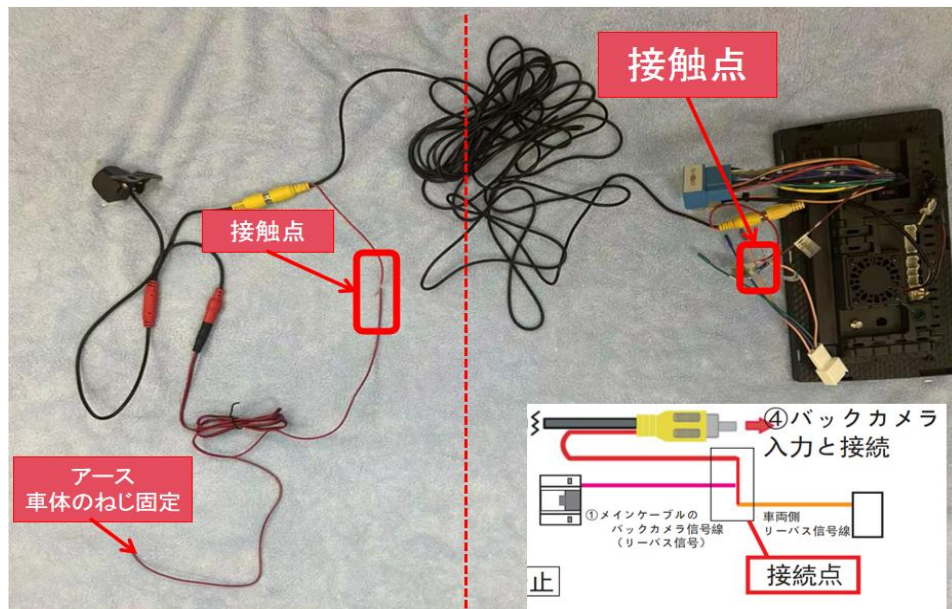 接触点
接触点
アース
車体のねじ固定
④バックカメラ
入力と接続
①メインケーブルの
バックカメラ信号線
(リーバス信号)
車両側
リーバス信号線
接続点
止